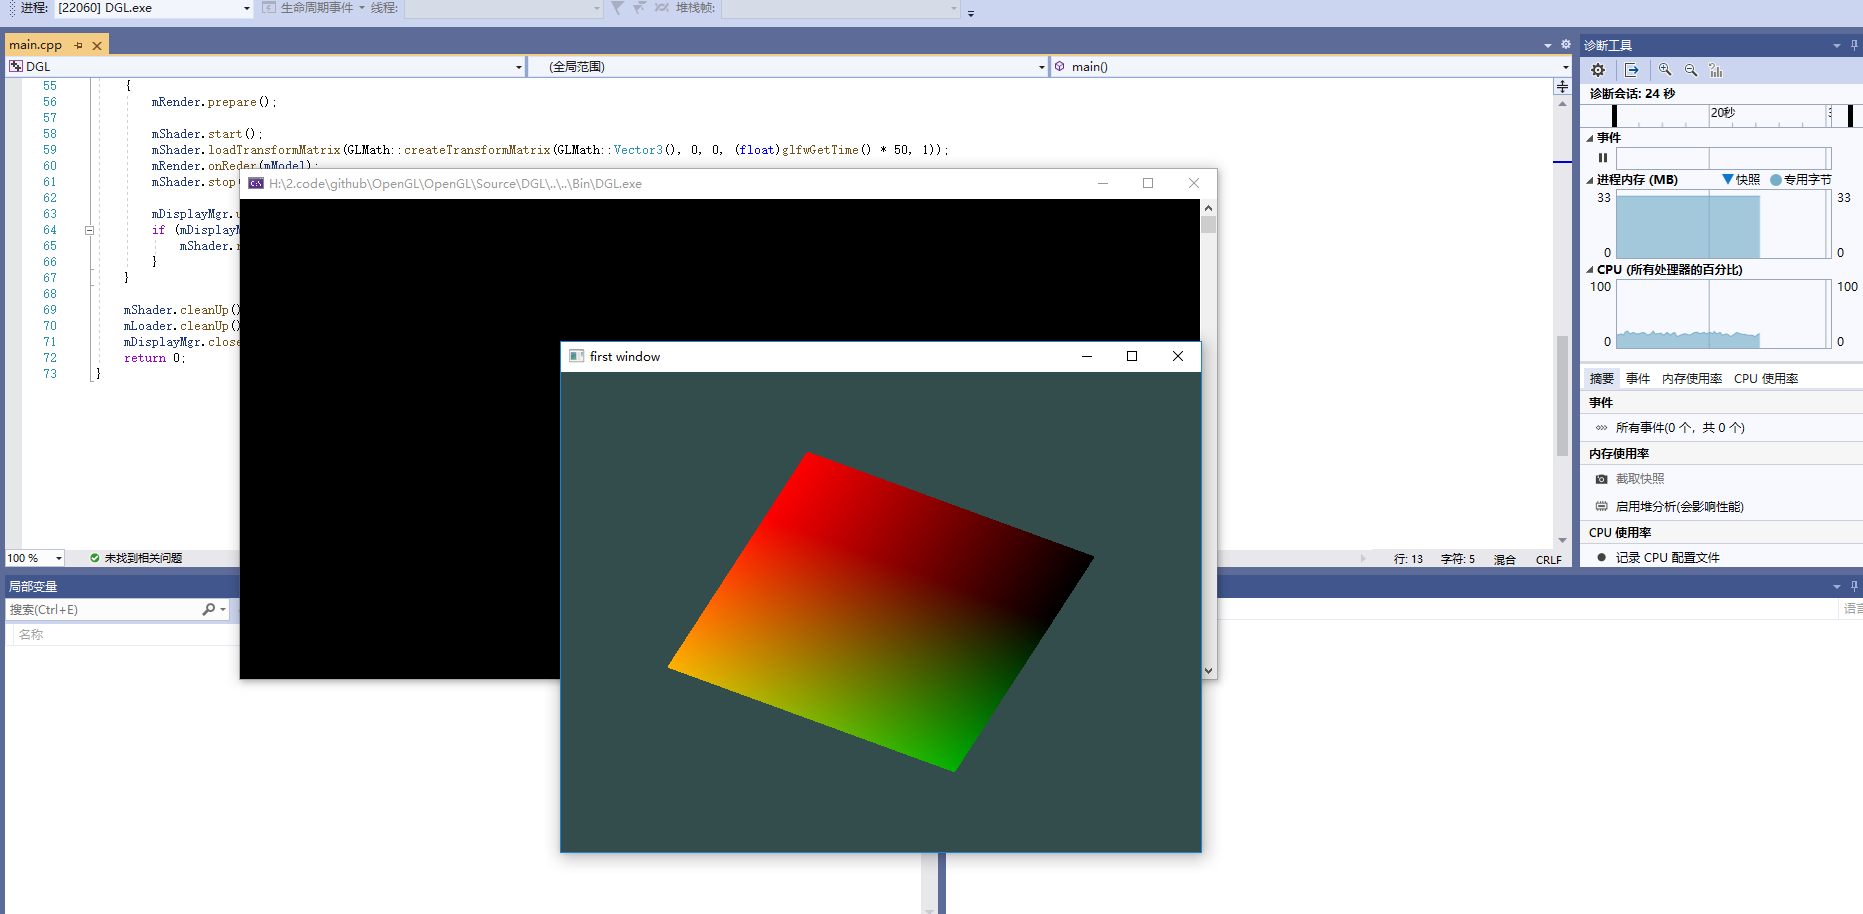 进程: [22060] DGL.exe 生命周期事件 线程: 堆栈帧:
main.cpp
DGL (全局范围) main()
55 {
56 mRender.prepare();
57
58 mShader.start();
59 mShader.loadTransformMatrix(GLMath::createTransformMatrix(GLMath::Vector3(), 0, 0, (float)glfwGetTime() * 50, 1));
60 mRender.onReder(mModel);
61 mShader.stop
62
63 mDisplayMgr.
64 if (mDisplayM
65 mShader.
66 }
67 }
68
69 mShader.cleanUp()
70 mLoader.cleanUp()
71 mDisplayMgr.close
72 return 0;
73 }
H:\2.code\github\OpenGL\OpenGL\Source\DGL\..\..\Bin\DGL.exe
first window
100 % 未找到相关问题
行: 13 字符: 5 混合 CRLF
局部变量
搜索(Ctrl+E)
名称
语言
诊断工具
诊断会话: 24 秒
20秒
事件
进程内存 (MB) 快照 专用字节
33 33
0 0
CPU (所有处理器的百分比)
100 100
0 0
摘要 事件 内存使用率 CPU 使用率
事件
所有事件(0 个，共 0 个)
内存使用率
截取快照
启用堆分析(会影响性能)
CPU 使用率
记录 CPU 配置文件